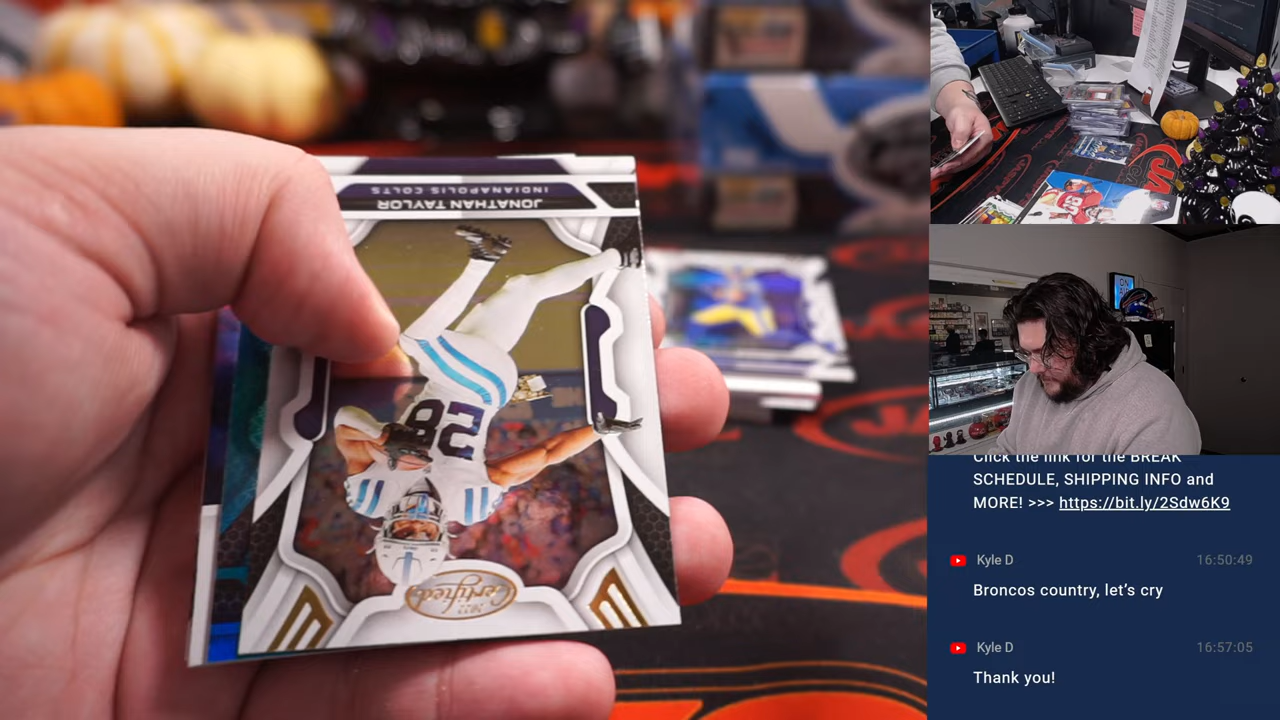 INDIANAPOLIS COLTS
JONATHAN TAYLOR
28
Certified
Click the link for the BREAK
SCHEDULE, SHIPPING INFO and
MORE! >>> https://bit.ly/2Sdw6K9
Kyle D 16:50:49
Broncos country, let's cry
Kyle D 16:57:05
Thank you!